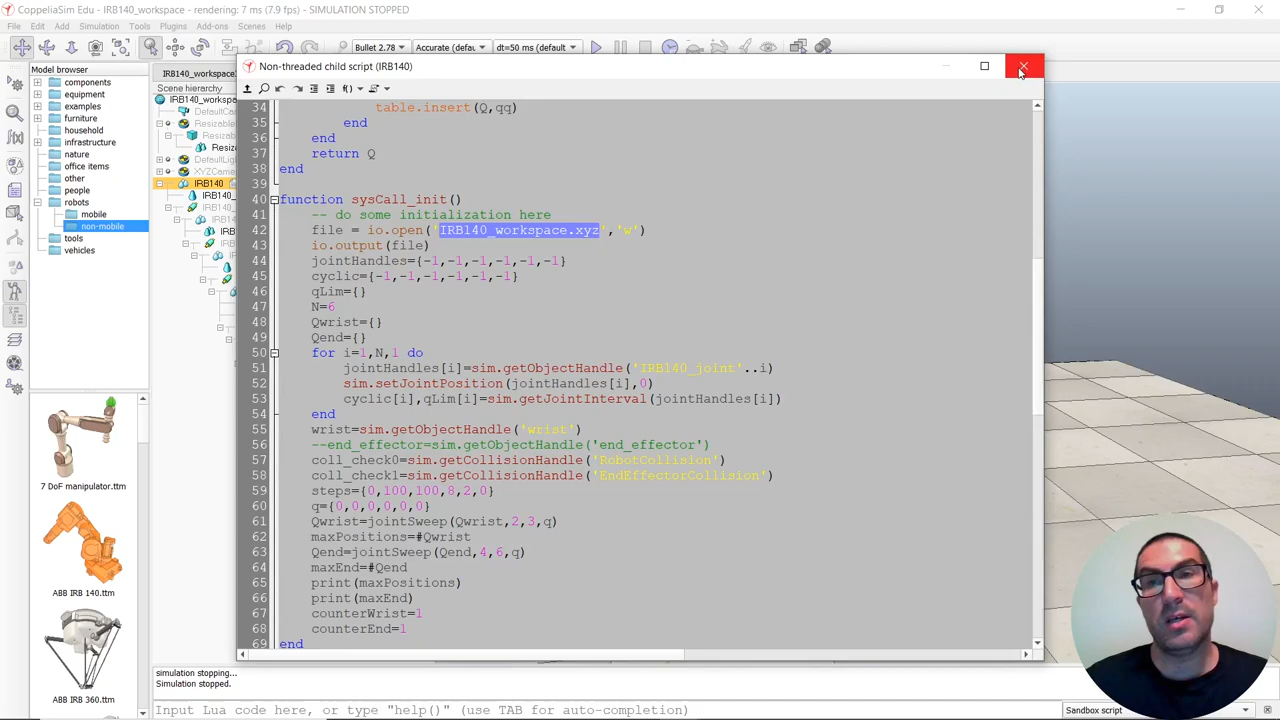 CoppeliaSim Edu - IRB140_workspace - rendering: 7 ms (7.9 fps) - SIMULATION STOPPED
File Edit Add Simulation Tools Plugins Add-ons Scenes Help
Bullet 2.78 Accurate (defau dt=50 ms (default)
Model browser
components
equipment
examples
furniture
household
infrastructure
nature
office items
other
people
robots
mobile
non-mobile
tools
vehicles
7 DoF manipulator.ttm
ABB IRB 140.ttm
ABB IRB 360.ttm
IRB140_workspace
Scene hierarchy
IRB140_worksp
DefaultCam
Resizable
Resizab
Resiz
DefaultLigh
XYZCamer
IRB140
IRB140_
IRB140
Non-threaded child script (IRB140)
f()
34 table.insert(Q,qq)
35 end
36 end
37 return Q
38 end
39
40 function sysCall_init()
41 -- do some initialization here
42 file = io.open('IRB140_workspace.xyz','w')
43 io.output(file)
44 jointHandles={-1,-1,-1,-1,-1,-1}
45 cyclic={-1,-1,-1,-1,-1,-1}
46 qLim={}
47 N=6
48 Qwrist={}
49 Qend={}
50 for i=1,N,1 do
51 jointHandles[i]=sim.getObjectHandle('IRB140_joint'..i)
52 sim.setJointPosition(jointHandles[i],0)
53 cyclic[i],qLim[i]=sim.getJointInterval(jointHandles[i])
54 end
55 wrist=sim.getObjectHandle('wrist')
56 --end_effector=sim.getObjectHandle('end_effector')
57 coll_check0=sim.getCollisionHandle('RobotCollision')
58 coll_check1=sim.getCollisionHandle('EndEffectorCollision')
59 steps={0,100,100,8,2,0}
60 q={0,0,0,0,0,0}
61 Qwrist=jointSweep(Qwrist,2,3,q)
62 maxPositions=#Qwrist
63 Qend=jointSweep(Qend,4,6,q)
64 maxEnd=#Qend
65 print(maxPositions)
66 print(maxEnd)
67 counterWrist=1
68 counterEnd=1
69 end
simulation stopping...
Simulation stopped.
Input Lua code here, or type "help()" (use TAB for auto-completion)
Sandbox script